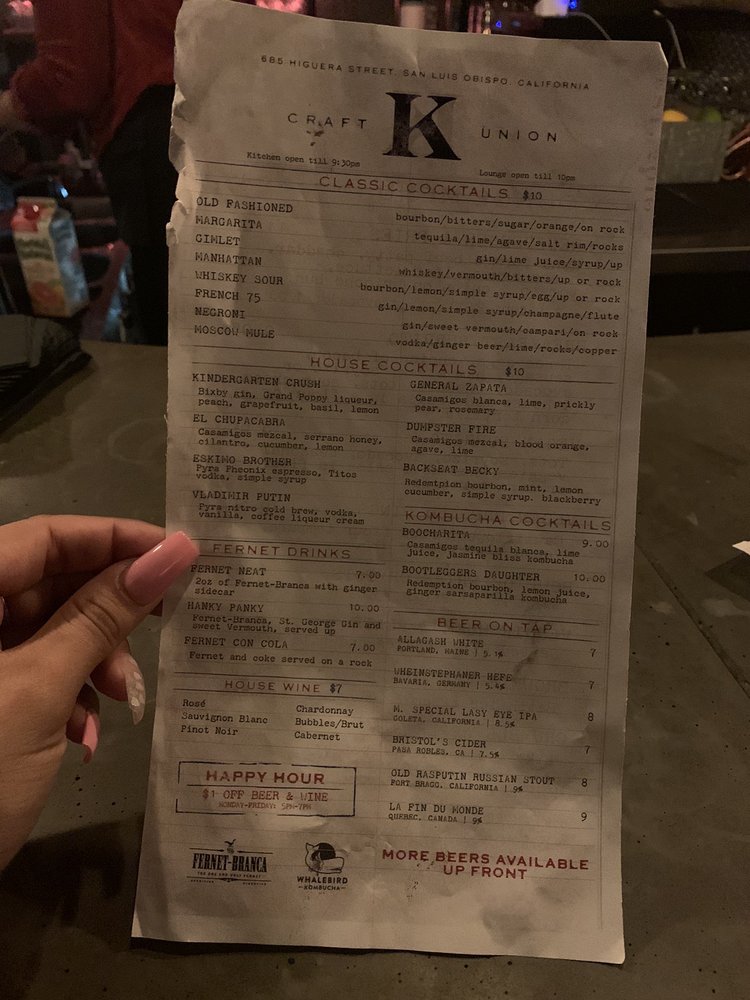 685 HIGUERA STREET, SAN LUIS OBISPO, CALIFORNIA
CRAFT K UNION
Kitchen open till 9:30pm
Lounge open till 10pm
CLASSIC COCKTAILS $10
OLD FASHIONED bourbon/bitters/sugar/orange/on rock
MARGARITA tequila/lime/agave/salt rim/rocks
GIMLET gin/lime juice/syrup/up
MANHATTAN whiskey/vermouth/bitters/up or rock
WHISKEY SOUR bourbon/lemon/simple syrup/egg/up or rock
FRENCH 75 gin/lemon/simple syrup/champagne/flute
NEGRONI gin/sweet vermouth/campari/on rock
MOSCOW MULE vodka/ginger beer/lime/rocks/copper
HOUSE COCKTAILS $10
KINDERGARTEN CRUSH
Bixby gin, Grand Poppy liqueur,
peach, grapefruit, basil, lemon
EL CHUPACABRA
Casamigos mezcal, serrano honey,
cilantro, cucumber, lemon
ESKIMO BROTHER
Pyra Pheonix espresso, Titos
vodka, simple syrup
VLADIMIR PUTIN
Pyra nitro cold brew, vodka,
vanilla, coffee liqueur cream
GENERAL ZAPATA
Casamigos blanca, lime, prickly
pear, rosemary
DUMPSTER FIRE
Casamigos mezcal, blood orange,
agave, lime
BACKSEAT BECKY
Redemtpion bourbon, mint, lemon
cucumber, simple syrup. blackberry
KOMBUCHA COCKTAILS
BOOCHARITA 9.00
Casamigos tequila blanca, lime
juice, jasmine bliss kombucha
BOOTLEGGERS DAUGHTER 10.00
Redemption bourbon, lemon juice,
ginger sarsaparilla kombucha
FERNET DRINKS
FERNET NEAT 7.00
2oz of Fernet-Branca with ginger
sidecar
HANKY PANKY 10.00
Fernet-Branca, St. George Gin and
sweet Vermouth, served up
FERNET CON COLA 7.00
Fernet and coke served on a rock
HOUSE WINE $7
Rosé Chardonnay
Sauvignon Blanc Bubbles/Brut
Pinot Noir Cabernet
HAPPY HOUR
$1 OFF BEER & WINE
MONDAY-FRIDAY: 5PM-7PM
BEER ON TAP
ALLAGASH WHITE 7
PORTLAND, MAINE | 5.1%
WHEINSTEPHANER HEFE 7
BAVARIA, GERMANY | 5.4%
M. SPECIAL LASY EYE IPA 8
GOLETA, CALIFORNIA | 8.5%
BRISTOL'S CIDER 7
PASA ROBLES, CA | 7.5%
OLD RASPUTIN RUSSIAN STOUT 8
FORT BRAGG, CALIFORNIA | 9%
LA FIN DU MONDE 9
QUEBEC, CANADA | 9%
MORE BEERS AVAILABLE
UP FRONT
FERNET-BRANCA
WHALEBIRD
KOMBUCHA